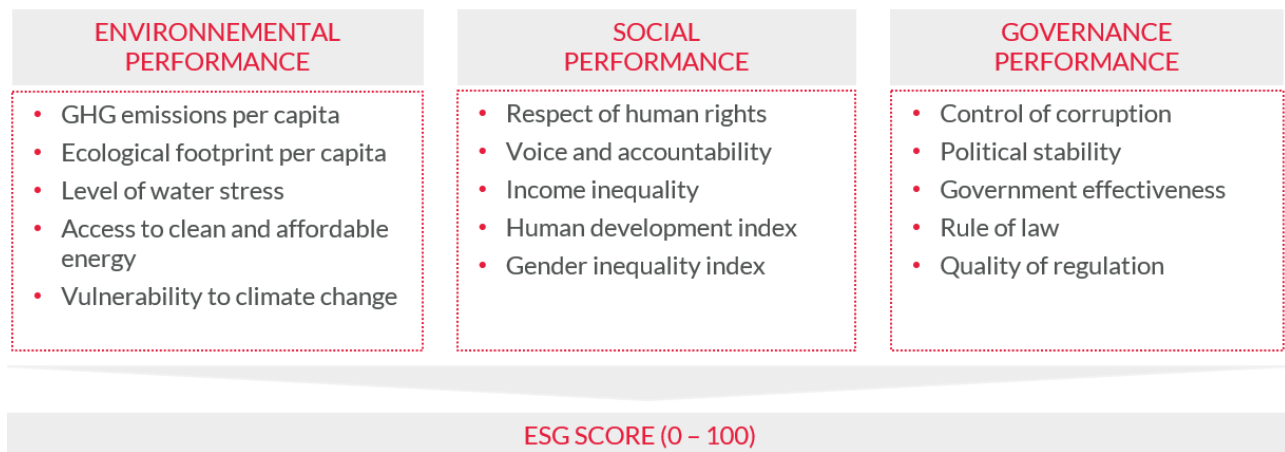 ENVIRONNEMENTAL
PERFORMANCE
• GHG emissions per capita
• Ecological footprint per capita
• Level of water stress
• Access to clean and affordable
energy
• Vulnerability to climate change
SOCIAL
PERFORMANCE
• Respect of human rights
• Voice and accountability
• Income inequality
• Human development index
• Gender inequality index
GOVERNANCE
PERFORMANCE
• Control of corruption
• Political stability
• Government effectiveness
• Rule of law
• Quality of regulation
ESG SCORE (0 – 100)